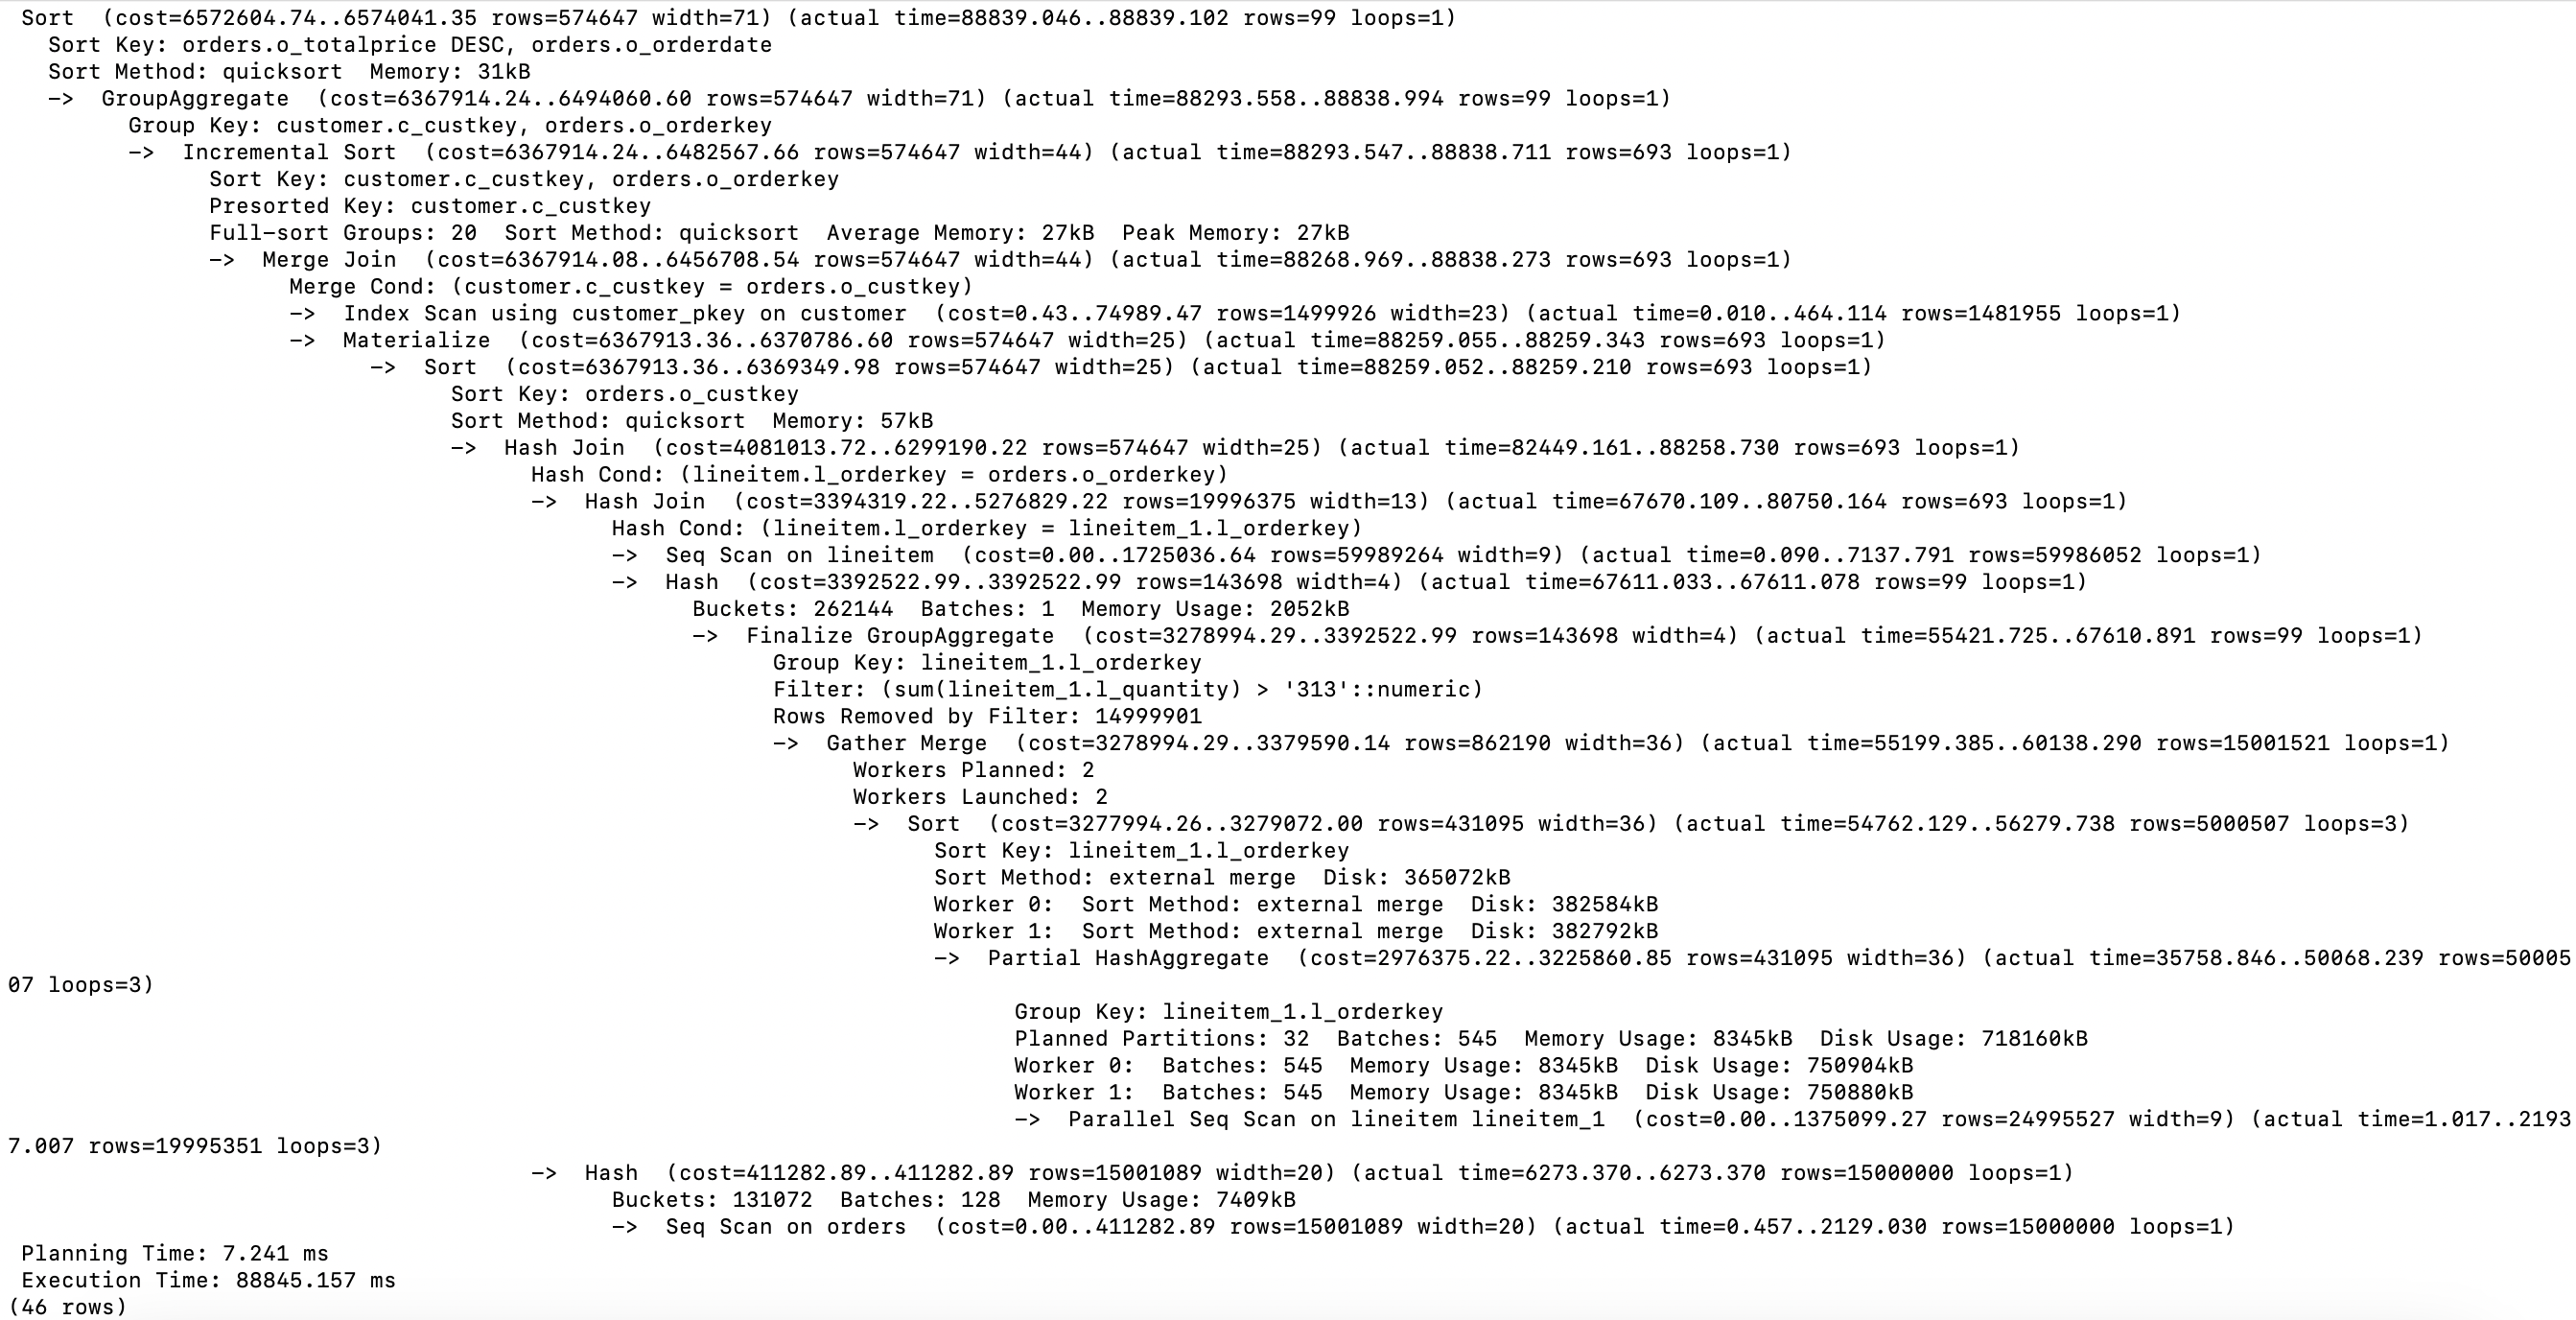 Sort  (cost=6572604.74..6574041.35 rows=574647 width=71) (actual time=88839.046..88839.102 rows=99 loops=1)
Sort Key: orders.o_totalprice DESC, orders.o_orderdate
Sort Method: quicksort  Memory: 31kB
->  GroupAggregate  (cost=6367914.24..6494060.60 rows=574647 width=71) (actual time=88293.558..88838.994 rows=99 loops=1)
Group Key: customer.c_custkey, orders.o_orderkey
->  Incremental Sort  (cost=6367914.24..6482567.66 rows=574647 width=44) (actual time=88293.547..88838.711 rows=693 loops=1)
Sort Key: customer.c_custkey, orders.o_orderkey
Presorted Key: customer.c_custkey
Full-sort Groups: 20  Sort Method: quicksort  Average Memory: 27kB  Peak Memory: 27kB
->  Merge Join  (cost=6367914.08..6456708.54 rows=574647 width=44) (actual time=88268.969..88838.273 rows=693 loops=1)
Merge Cond: (customer.c_custkey = orders.o_custkey)
->  Index Scan using customer_pkey on customer  (cost=0.43..74989.47 rows=1499926 width=23) (actual time=0.010..464.114 rows=1481955 loops=1)
->  Materialize  (cost=6367913.36..6370786.60 rows=574647 width=25) (actual time=88259.055..88259.343 rows=693 loops=1)
->  Sort  (cost=6367913.36..6369349.98 rows=574647 width=25) (actual time=88259.052..88259.210 rows=693 loops=1)
Sort Key: orders.o_custkey
Sort Method: quicksort  Memory: 57kB
->  Hash Join  (cost=4081013.72..6299190.22 rows=574647 width=25) (actual time=82449.161..88258.730 rows=693 loops=1)
Hash Cond: (lineitem.l_orderkey = orders.o_orderkey)
->  Hash Join  (cost=3394319.22..5276829.22 rows=19996375 width=13) (actual time=67670.109..80750.164 rows=693 loops=1)
Hash Cond: (lineitem.l_orderkey = lineitem_1.l_orderkey)
->  Seq Scan on lineitem  (cost=0.00..1725036.64 rows=59989264 width=9) (actual time=0.090..7137.791 rows=59986052 loops=1)
->  Hash  (cost=3392522.99..3392522.99 rows=143698 width=4) (actual time=67611.033..67611.078 rows=99 loops=1)
Buckets: 262144  Batches: 1  Memory Usage: 2052kB
->  Finalize GroupAggregate  (cost=3278994.29..3392522.99 rows=143698 width=4) (actual time=55421.725..67610.891 rows=99 loops=1)
Group Key: lineitem_1.l_orderkey
Filter: (sum(lineitem_1.l_quantity) > '313'::numeric)
Rows Removed by Filter: 14999901
->  Gather Merge  (cost=3278994.29..3379590.14 rows=862190 width=36) (actual time=55199.385..60138.290 rows=15001521 loops=1)
Workers Planned: 2
Workers Launched: 2
->  Sort  (cost=3277994.26..3279072.00 rows=431095 width=36) (actual time=54762.129..56279.738 rows=5000507 loops=3)
Sort Key: lineitem_1.l_orderkey
Sort Method: external merge  Disk: 365072kB
Worker 0:  Sort Method: external merge  Disk: 382584kB
Worker 1:  Sort Method: external merge  Disk: 382792kB
->  Partial HashAggregate  (cost=2976375.22..3225860.85 rows=431095 width=36) (actual time=35758.846..50068.239 rows=50005
07 loops=3)
Group Key: lineitem_1.l_orderkey
Planned Partitions: 32  Batches: 545  Memory Usage: 8345kB  Disk Usage: 718160kB
Worker 0:  Batches: 545  Memory Usage: 8345kB  Disk Usage: 750904kB
Worker 1:  Batches: 545  Memory Usage: 8345kB  Disk Usage: 750880kB
->  Parallel Seq Scan on lineitem lineitem_1  (cost=0.00..1375099.27 rows=24995527 width=9) (actual time=1.017..2193
7.007 rows=19995351 loops=3)
->  Hash  (cost=411282.89..411282.89 rows=15001089 width=20) (actual time=6273.370..6273.370 rows=15000000 loops=1)
Buckets: 131072  Batches: 128  Memory Usage: 7409kB
->  Seq Scan on orders  (cost=0.00..411282.89 rows=15001089 width=20) (actual time=0.457..2129.030 rows=15000000 loops=1)
Planning Time: 7.241 ms
Execution Time: 88845.157 ms
(46 rows)